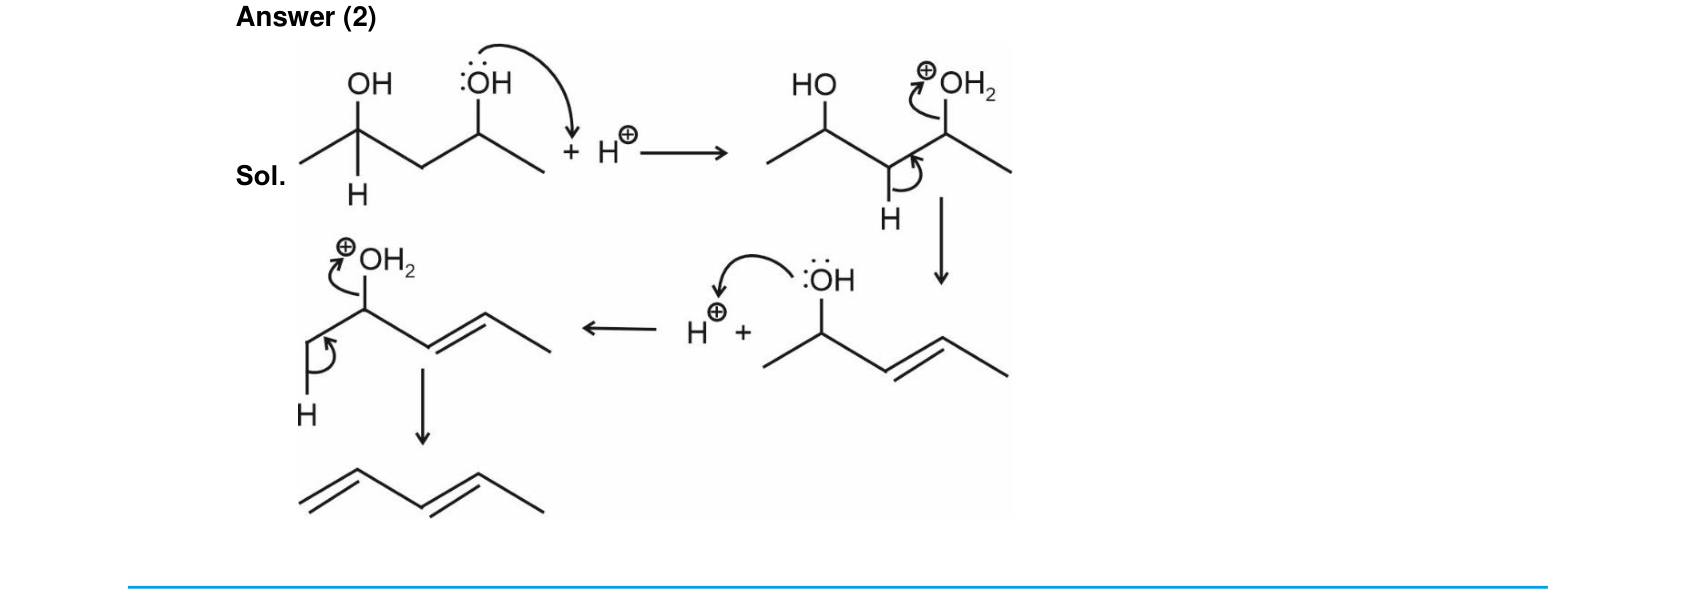 Answer (2)
OH :ÖH HO ⊕OH₂
+ H⊕
Sol.
H H
⊕OH₂ :ÖH
H⊕ +
H